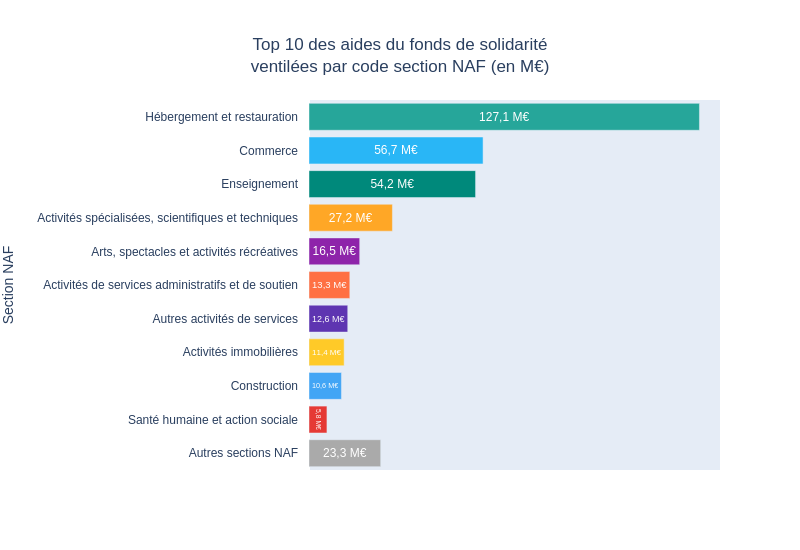 Top 10 des aides du fonds de solidarité
ventilées par code section NAF (en M€)
Section NAF
Hébergement et restauration 127,1 M€
Commerce 56,7 M€
Enseignement 54,2 M€
Activités spécialisées, scientifiques et techniques 27,2 M€
Arts, spectacles et activités récréatives 16,5 M€
Activités de services administratifs et de soutien 13,3 M€
Autres activités de services 12,6 M€
Activités immobilières 11,4 M€
Construction 10,6 M€
Santé humaine et action sociale 5,8 M€
Autres sections NAF 23,3 M€